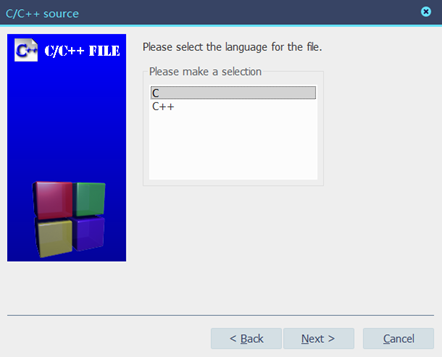 C/C++ source
C++
C/C++ FILE
Please select the language for the file.
Please make a selection
C
C++
< Back
Next >
Cancel